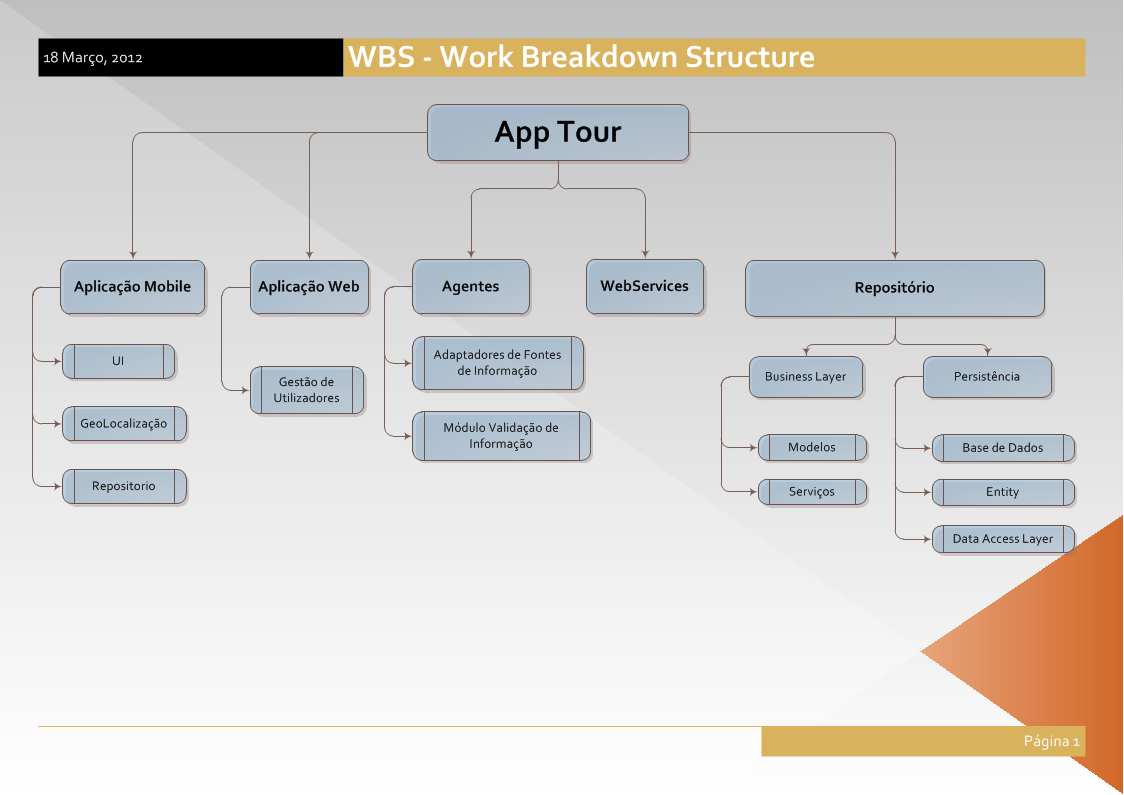 18 Março, 2012
WBS - Work Breakdown Structure
App Tour
Aplicação Mobile
Aplicação Web
Agentes
WebServices
Repositório
UI
GeoLocalização
Repositorio
Gestão de
Utilizadores
Adaptadores de Fontes
de Informação
Módulo Validação de
Informação
Business Layer
Persistência
Modelos
Serviços
Base de Dados
Entity
Data Access Layer
Página 1